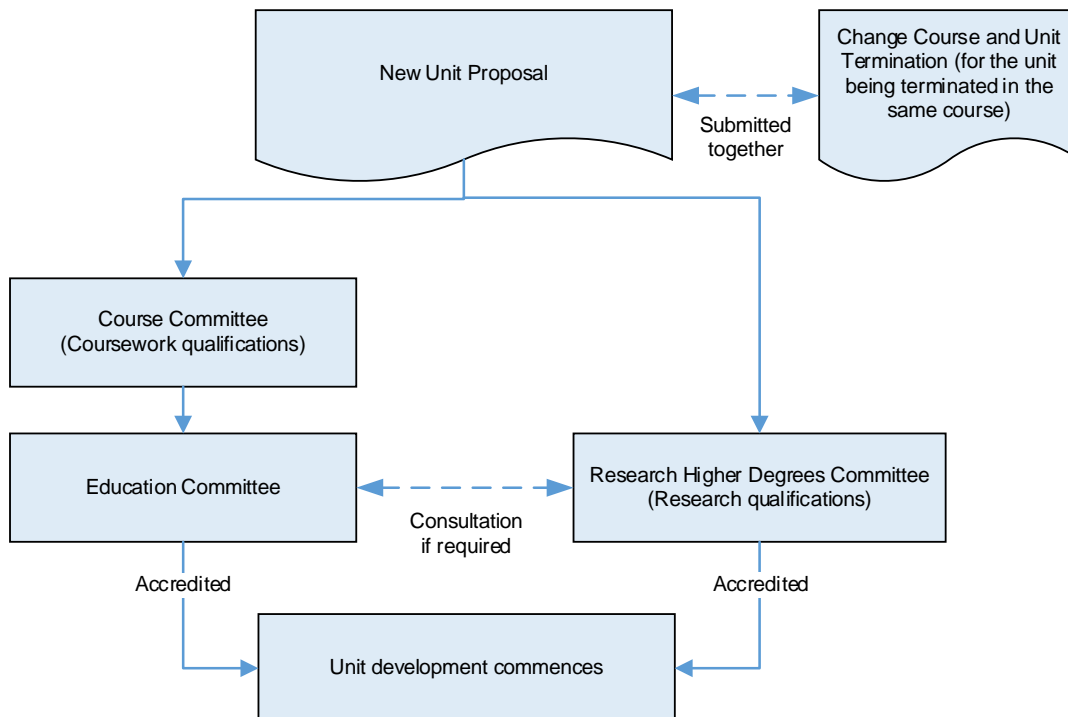 New Unit Proposal
Change Course and Unit
Termination (for the unit
being terminated in the
same course)
Submitted
together
Course Committee
(Coursework qualifications)
Education Committee
Research Higher Degrees Committee
(Research qualifications)
Consultation
if required
Accredited
Accredited
Unit development commences